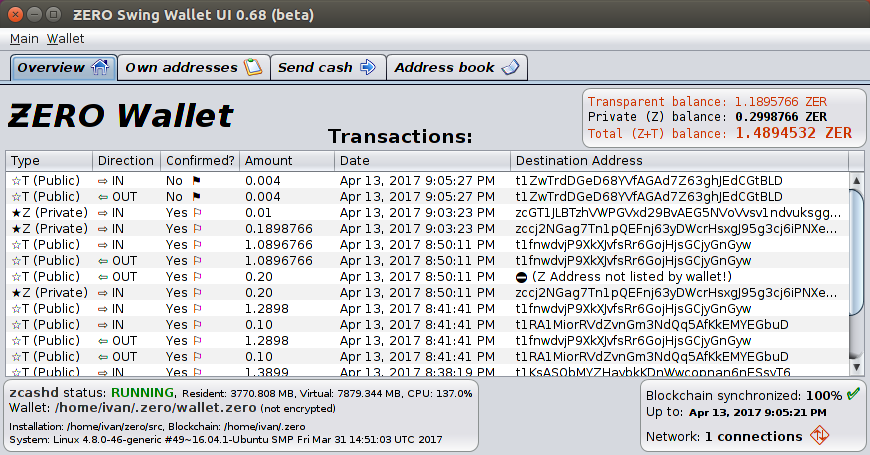 ƵERO Swing Wallet UI 0.68 (beta)
Main Wallet
Overview Own addresses Send cash Address book
ƵERO Wallet
Transparent balance: 1.1895766 ZER
Private (Z) balance: 0.2998766 ZER
Total (Z+T) balance: 1.4894532 ZER
Transactions:
Type Direction Confirmed? Amount Date Destination Address
☆T (Public) ⇨ IN No 0.004 Apr 13, 2017 9:05:27 PM t1ZwTrdDGeD68YVfAGAd7Z63ghJEdCGtBLD
☆T (Public) ⇦ OUT No 0.004 Apr 13, 2017 9:05:27 PM t1ZwTrdDGeD68YVfAGAd7Z63ghJEdCGtBLD
★Z (Private) ⇨ IN Yes 0.01 Apr 13, 2017 9:03:23 PM zcGT1JLBTzhVWPGVxd29BvAEG5NVoVvsv1ndvuksgg...
★Z (Private) ⇨ IN Yes 0.1898766 Apr 13, 2017 9:03:23 PM zccj2NGag7Tn1pQEFnj63yDWcrHsxgJ95g3cj6iPNXe...
☆T (Public) ⇨ IN Yes 1.0896766 Apr 13, 2017 8:50:11 PM t1fnwdvjP9XkXJvfsRr6GojHjsGCjyGnGyw
☆T (Public) ⇦ OUT Yes 1.0896766 Apr 13, 2017 8:50:11 PM t1fnwdvjP9XkXJvfsRr6GojHjsGCjyGnGyw
☆T (Public) ⇦ OUT Yes 0.20 Apr 13, 2017 8:50:11 PM (Z Address not listed by wallet!)
★Z (Private) ⇨ IN Yes 0.20 Apr 13, 2017 8:50:11 PM zccj2NGag7Tn1pQEFnj63yDWcrHsxgJ95g3cj6iPNXe...
☆T (Public) ⇨ IN Yes 1.2898 Apr 13, 2017 8:41:41 PM t1fnwdvjP9XkXJvfsRr6GojHjsGCjyGnGyw
☆T (Public) ⇨ IN Yes 0.10 Apr 13, 2017 8:41:41 PM t1RA1MiorRVdZvnGm3NdQq5AfKkEMYEGbuD
☆T (Public) ⇦ OUT Yes 1.2898 Apr 13, 2017 8:41:41 PM t1fnwdvjP9XkXJvfsRr6GojHjsGCjyGnGyw
☆T (Public) ⇦ OUT Yes 0.10 Apr 13, 2017 8:41:41 PM t1RA1MiorRVdZvnGm3NdQq5AfKkEMYEGbuD
☆T (Public) ⇨ IN Yes 1.3899 Apr 13, 2017 8:38:19 PM
zcashd status: RUNNING, Resident: 3770.808 MB, Virtual: 7879.344 MB, CPU: 137.0%
Wallet: /home/ivan/.zero/wallet.zero (not encrypted)
Installation: /home/ivan/zero/src, Blockchain: /home/ivan/.zero
System: Linux 4.8.0-46-generic #49~16.04.1-Ubuntu SMP Fri Mar 31 14:51:03 UTC 2017
Blockchain synchronized: 100%
Up to: Apr 13, 2017 9:05:21 PM
Network: 1 connections